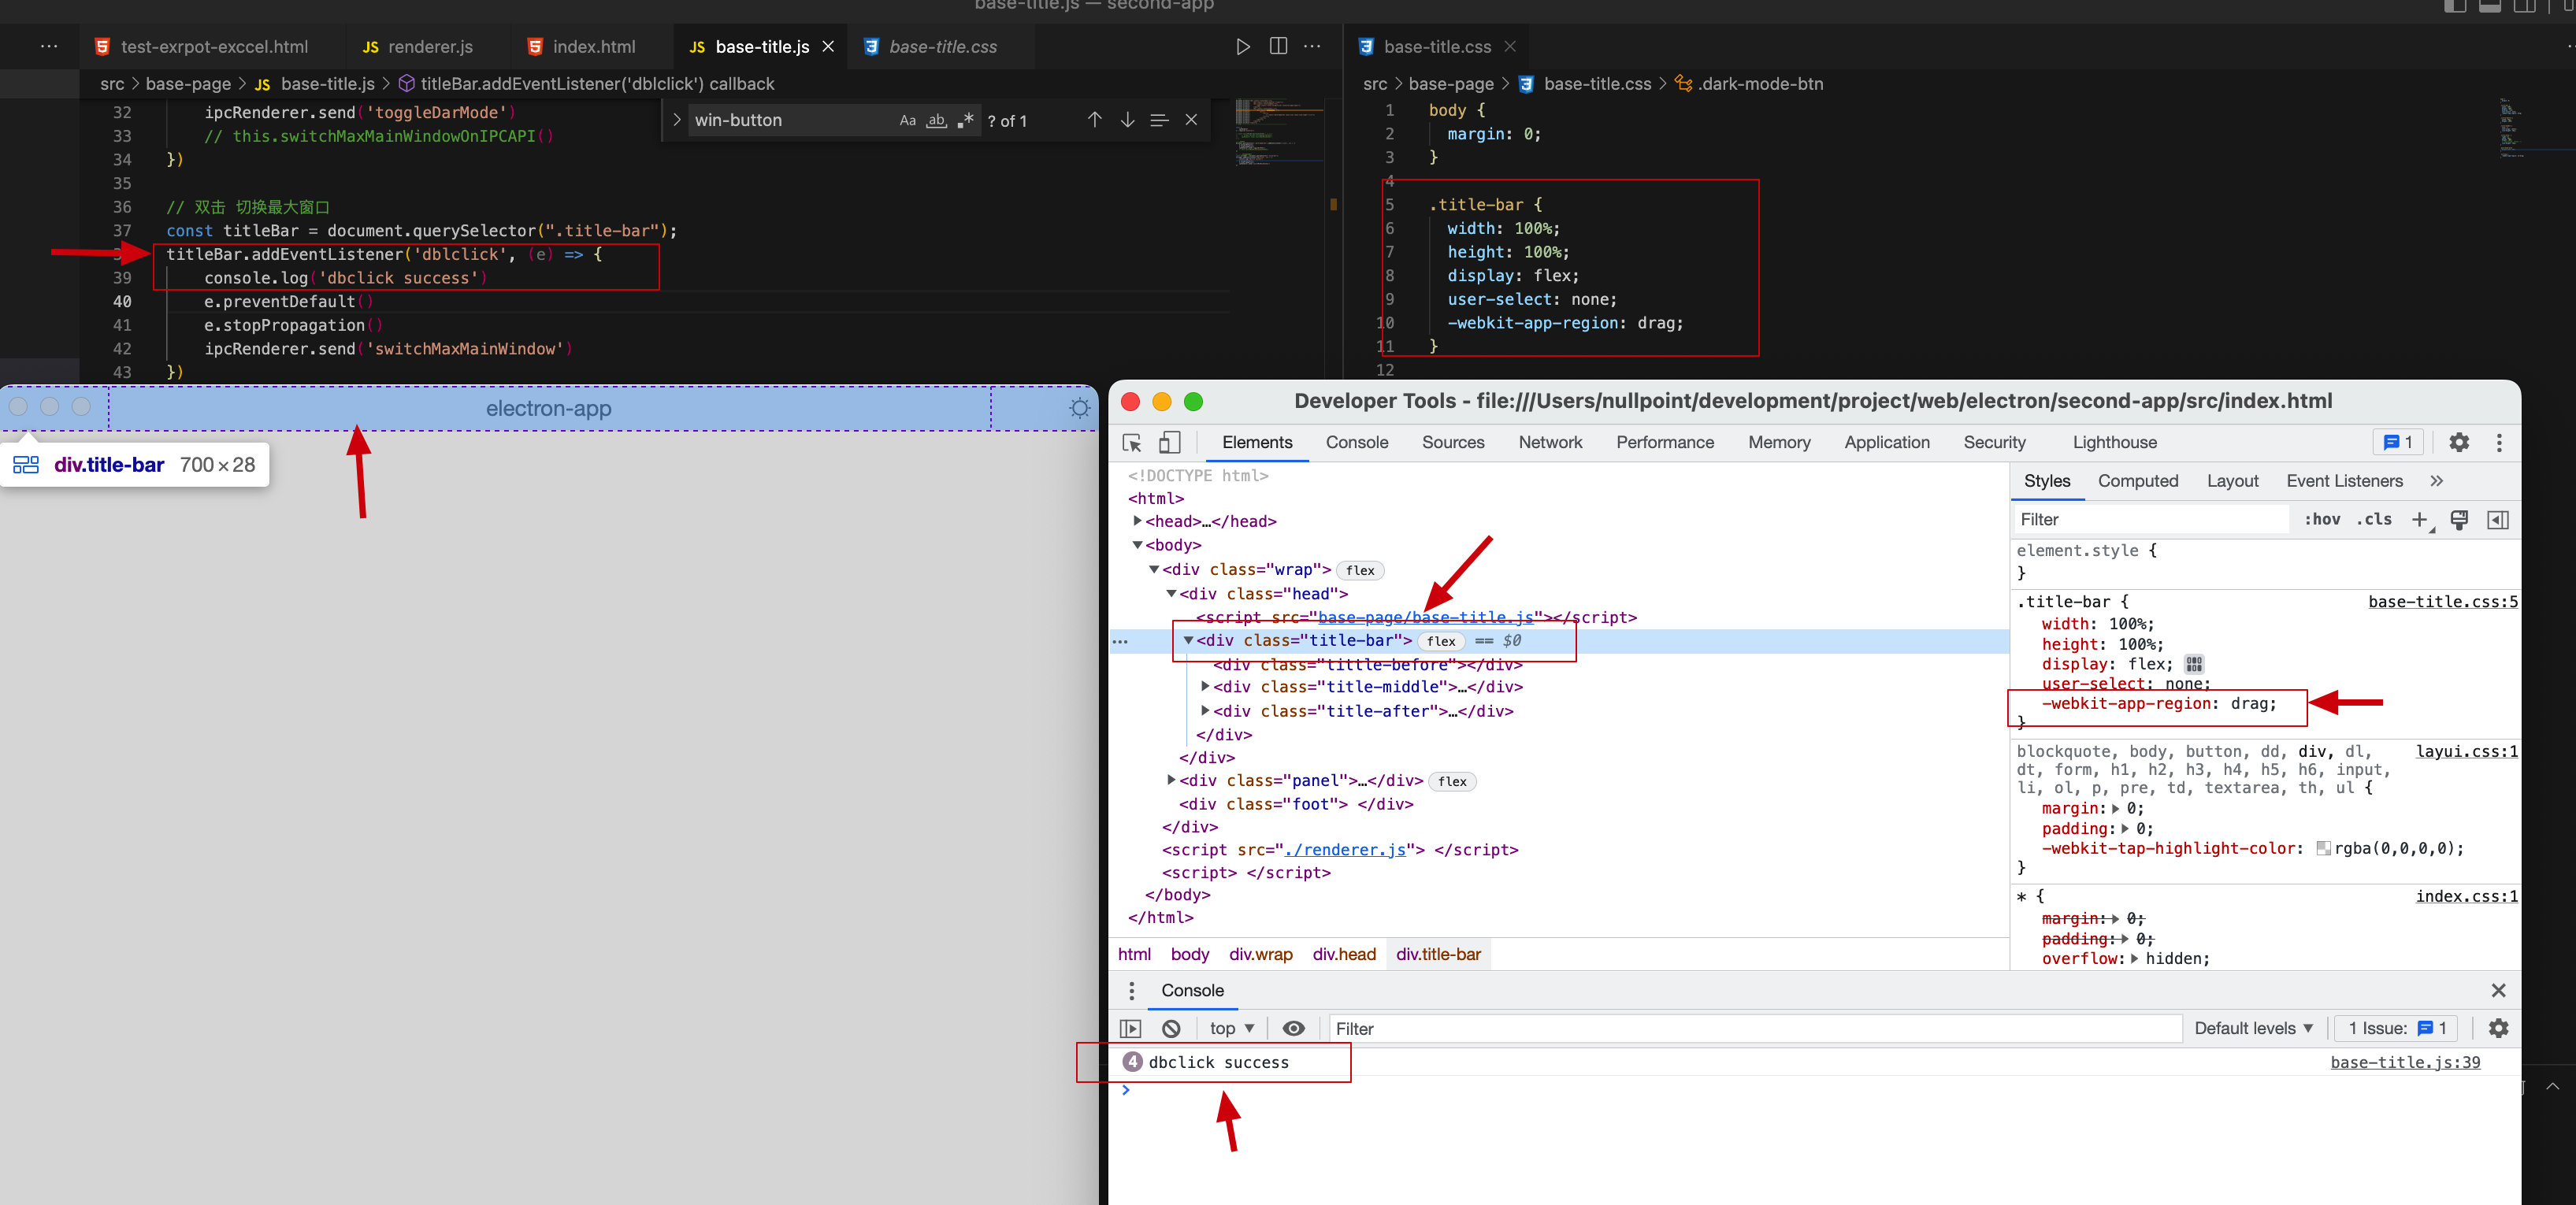 base-title.js — second-app
test-exrpot-exccel.html
JS renderer.js
index.html
JS base-title.js
base-title.css
src > base-page > JS base-title.js > titleBar.addEventListener('dblclick') callback
win-button
Aa
ab
? of 1
32 ipcRenderer.send('toggleDarMode')
33 // this.switchMaxMainWindowOnIPCAPI()
34 })
35
36 // 双击 切换最大窗口
37 const titleBar = document.querySelector(".title-bar");
titleBar.addEventListener('dblclick', (e) => {
39 console.log('dbclick success')
40 e.preventDefault()
41 e.stopPropagation()
42 ipcRenderer.send('switchMaxMainWindow')
43 })
base-title.css
src > base-page > base-title.css > .dark-mode-btn
1 body {
2 margin: 0;
3 }
4
5 .title-bar {
6 width: 100%;
7 height: 100%;
8 display: flex;
9 user-select: none;
10 -webkit-app-region: drag;
11 }
12
electron-app
div.title-bar 700 × 28
Developer Tools - file:///Users/nullpoint/development/project/web/electron/second-app/src/index.html
Elements Console Sources Network Performance Memory Application Security Lighthouse 1
<!DOCTYPE html>
<html>
<head>…</head>
<body>
<div class="wrap"> flex
<div class="head">
<script src="base-page/base-title.js"></script>
<div class="title-bar"> flex == $0
<div class="tittle-before"></div>
<div class="title-middle">…</div>
<div class="title-after">…</div>
</div>
</div>
<div class="panel">…</div> flex
<div class="foot"> </div>
</div>
<script src="./renderer.js"> </script>
<script> </script>
</body>
</html>
html body div.wrap div.head div.title-bar
Styles Computed Layout Event Listeners
Filter :hov .cls
element.style {
}
.title-bar { base-title.css:5
width: 100%;
height: 100%;
display: flex;
user-select: none;
-webkit-app-region: drag;
}
blockquote, body, button, dd, div, dl, layui.css:1
dt, form, h1, h2, h3, h4, h5, h6, input,
li, ol, p, pre, td, textarea, th, ul {
margin: 0;
padding: 0;
-webkit-tap-highlight-color: rgba(0,0,0,0);
}
* { index.css:1
margin: 0;
padding: 0;
overflow: hidden;
Console
top Filter Default levels 1 Issue: 1
4 dbclick success base-title.js:39